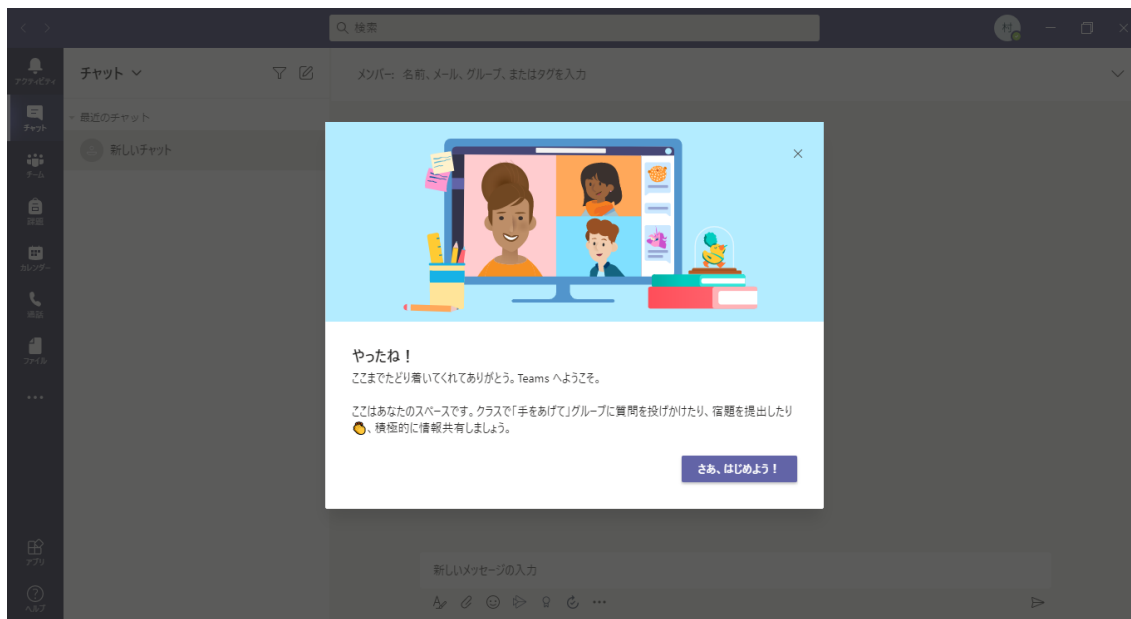 検索
村
アクティビティ
チャット
チーム
課題
カレンダー
通話
ファイル
アプリ
ヘルプ
チャット
最近のチャット
新しいチャット
メンバー: 名前、メール、グループ、またはタグを入力
やったね！
ここまでたどり着いてくれてありがとう。Teams へようこそ。
ここはあなたのスペースです。クラスで「手をあげて」グループに質問を投げかけたり、宿題を提出したり
👏、積極的に情報共有しましょう。
さあ、はじめよう！
新しいメッセージの入力